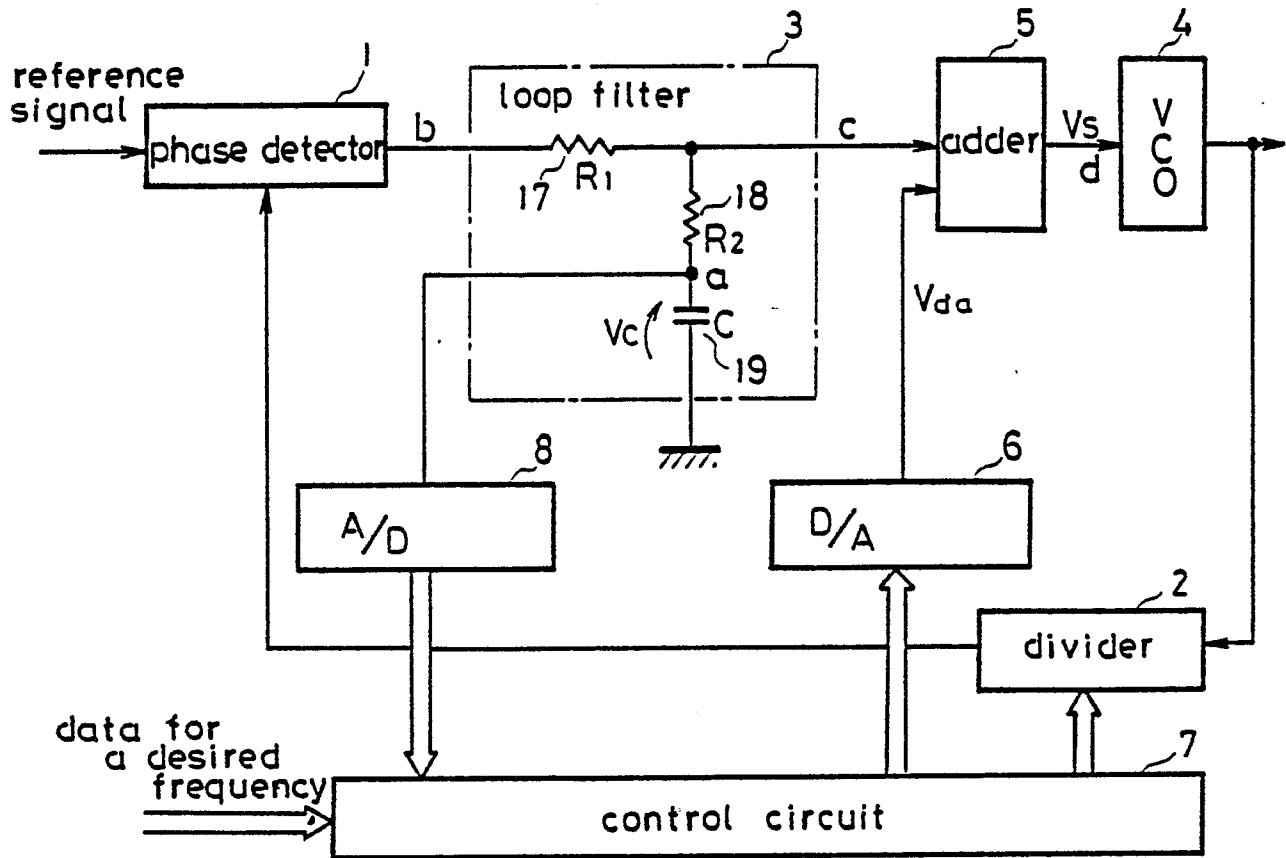 reference
signal
1
phase detector
b
3
loop filter
17
R1
18
R2
a
Vc
C
19
c
5
adder
Vs
d
4
VCO
Vda
8
A/D
6
D/A
2
divider
data for
a desired
frequency
7
control circuit